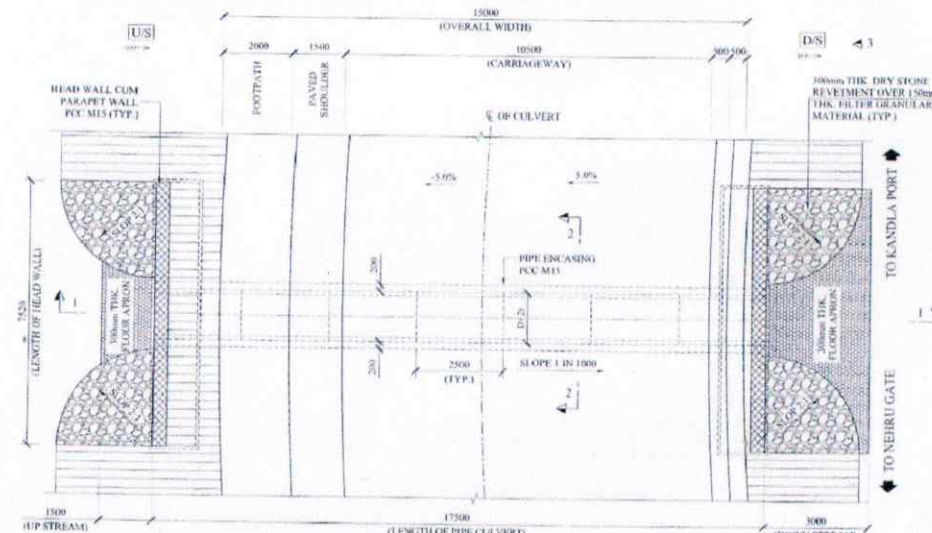 15000
(OVERALL WIDTH)
U/S
D/S
3
2000
1500
10500
(CARRIAGEWAY)
500
500
FOOTPATH
PAVED
SHOULDER
HEAD WALL CUM
PARAPET WALL
PCC M15 (TYP.)
300mm THK. DRY STONE
REVETMENT OVER 150mm
THK. FILTER GRANULAR
MATERIAL (TYP.)
℄ OF CULVERT
-5.0%
5.0%
TO KANDLA PORT
2
PIPE ENCASING
PCC M15
200
D+2t
7520
(LENGTH OF HEAD WALL)
1
300mm THK.
FLOOR APRON
300mm THK.
FLOOR APRON
1
200
2500
(TYP.)
SLOPE 1 IN 1000
2
TO NEHRU GATE
1500
(UP STREAM)
17500
(LENGTH OF PIPE CULVERT)
3000